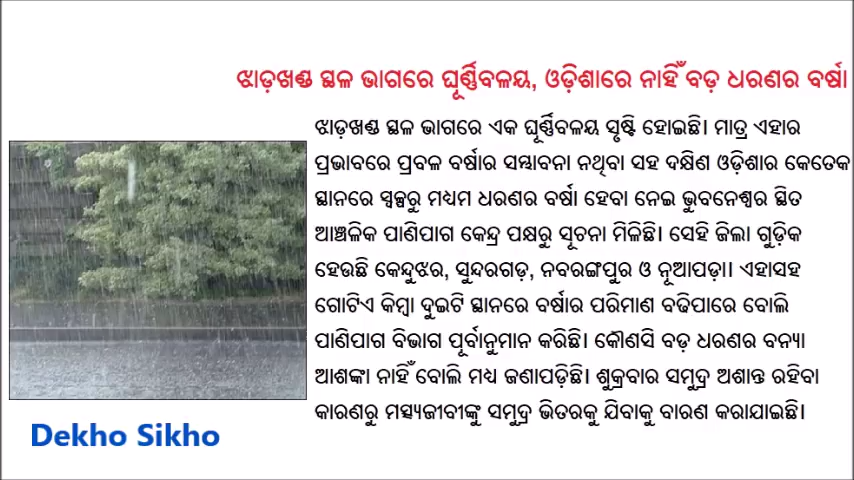 ଝାଡ଼ଖଣ୍ଡ ସ୍ଥଳ ଭାଗରେ ଘୂର୍ଣ୍ଣିବଳୟ, ଓଡ଼ିଶାରେ ନାହିଁ ବଡ଼ ଧରଣର ବର୍ଷା
ଝାଡ଼ଖଣ୍ଡ ସ୍ଥଳ ଭାଗରେ ଏକ ଘୂର୍ଣ୍ଣିବଳୟ ସୃଷ୍ଟି ହୋଇଛି। ମାତ୍ର ଏହାର
ପ୍ରଭାବରେ ପ୍ରବଳ ବର୍ଷାର ସମ୍ଭାବନା ନଥିବା ସହ ଦକ୍ଷିଣ ଓଡ଼ିଶାର କେତେକ
ସ୍ଥାନରେ ସ୍ୱଳ୍ପରୁ ମଧ୍ୟମ ଧରଣର ବର୍ଷା ହେବା ନେଇ ଭୁବନେଶ୍ୱର ସ୍ଥିତ
ଆଞ୍ଚଳିକ ପାଣିପାଗ କେନ୍ଦ୍ର ପକ୍ଷରୁ ସୂଚନା ମିଳିଛି। ସେହି ଜିଲା ଗୁଡ଼ିକ
ହେଉଛି କେନ୍ଦୁଝର, ସୁନ୍ଦରଗଡ଼, ନବରଙ୍ଗପୁର ଓ ନୂଆପଡ଼ା। ଏହାସହ
ଗୋଟିଏ କିମ୍ବା ଦୁଇଟି ସ୍ଥାନରେ ବର୍ଷାର ପରିମାଣ ବଢିପାରେ ବୋଲି
ପାଣିପାଗ ବିଭାଗ ପୂର୍ବାନୁମାନ କରିଛି। କୌଣସି ବଡ଼ ଧରଣର ବନ୍ୟା
ଆଶଙ୍କା ନାହିଁ ବୋଲି ମଧ୍ୟ ଜଣାପଡ଼ିଛି। ଶୁକ୍ରବାର ସମୁଦ୍ର ଅଶାନ୍ତ ରହିବା
କାରଣରୁ ମତ୍ସ୍ୟଜୀବୀଙ୍କୁ ସମୁଦ୍ର ଭିତରକୁ ଯିବାକୁ ବାରଣ କରାଯାଇଛି।
Dekho Sikho